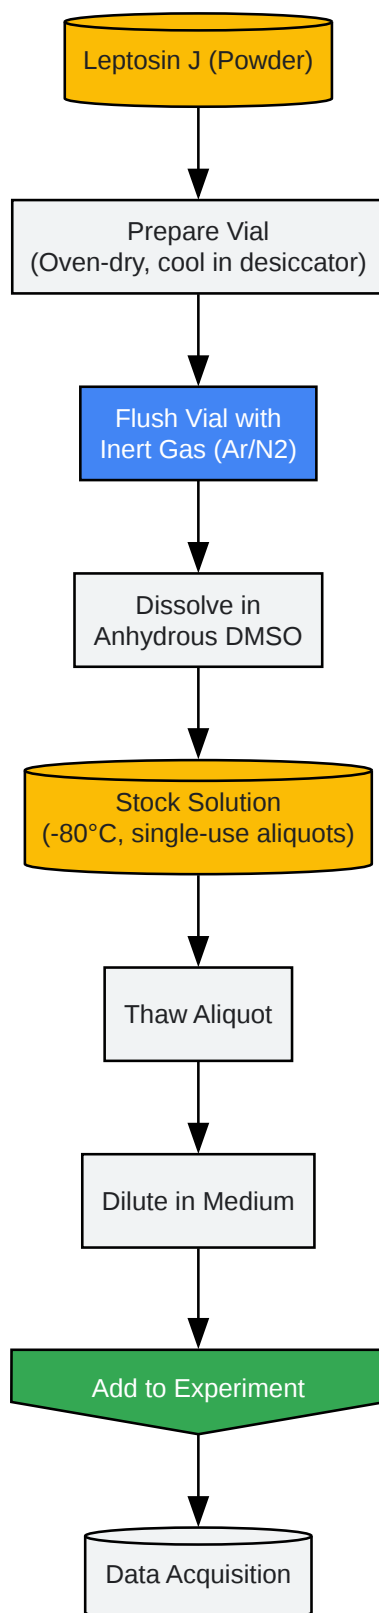 Leptosin J (Powder)
Prepare Vial
(Oven-dry, cool in desiccator)
Flush Vial with
Inert Gas (Ar/N2)
Dissolve in
Anhydrous DMSO
Stock Solution
(-80°C, single-use aliquots)
Thaw Aliquot
Dilute in Medium
Add to Experiment
Data Acquisition